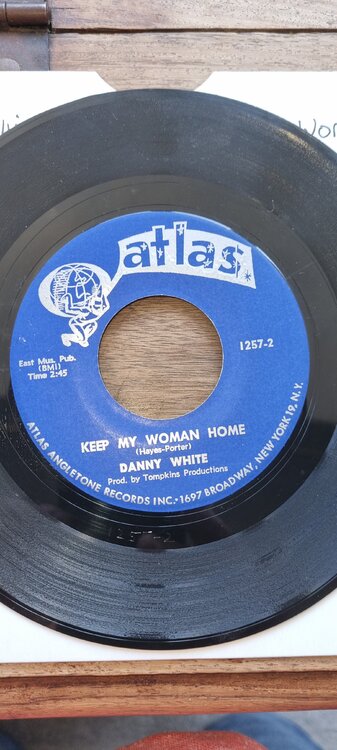 Wor
atlas
1257-2
East Mus. Pub.
(BMI)
Time 2:45
KEEP MY WOMAN HOME
(Hayes-Porter)
DANNY WHITE
Prod. by Tompkins Productions
ATLAS ANGLETONE RECORDS INC. • 1697 BROADWAY, NEW YORK 19, N.Y.